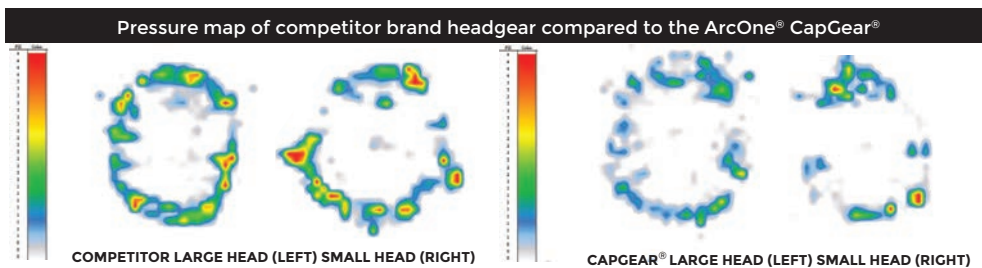 Pressure map of competitor brand headgear compared to the ArcOne® CapGear®
COMPETITOR LARGE HEAD (LEFT) SMALL HEAD (RIGHT)
CAPGEAR® LARGE HEAD (LEFT) SMALL HEAD (RIGHT)